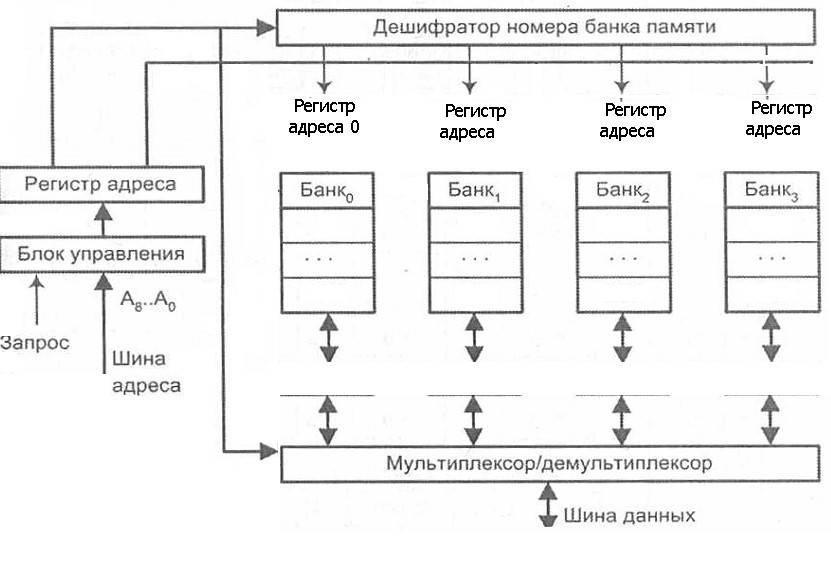 Дешифратор номера банка памяти
Регистр адреса 0
Регистр адреса
Регистр адреса
Регистр адреса
Регистр адреса
Банк0
Банк1
Банк2
Банк3
Блок управления
...
...
...
...
A8..A0
Запрос
Шина адреса
Мультиплексор/демультиплексор
Шина данных